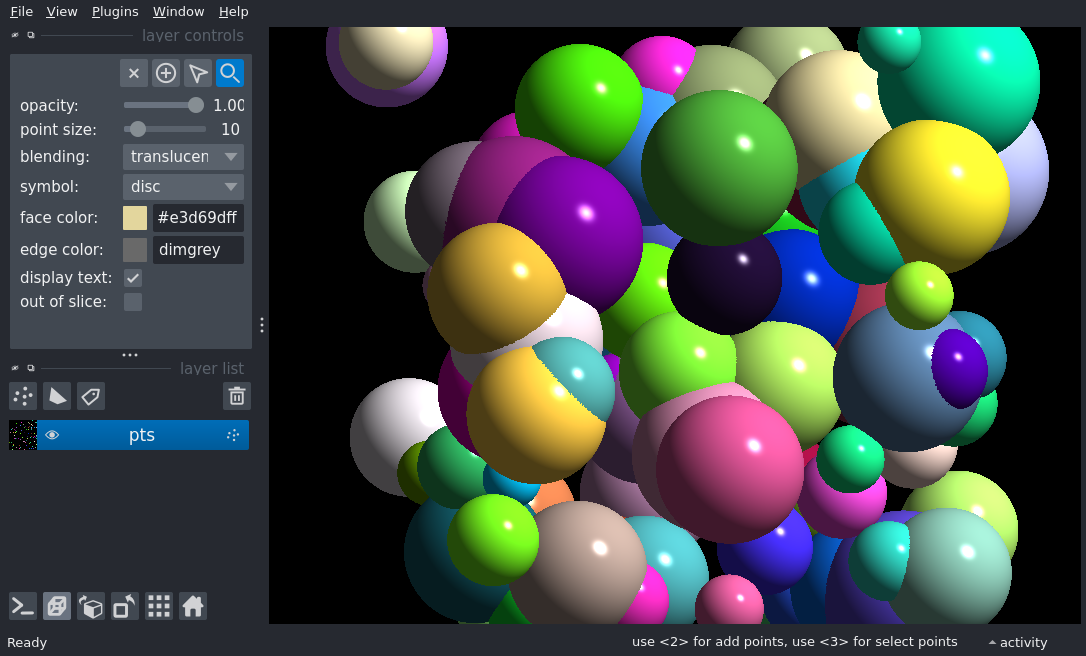 File View Plugins Window Help
layer controls
opacity: 1.00
point size: 10
blending: translucen
symbol: disc
face color: #e3d69dff
edge color: dimgrey
display text:
out of slice:
layer list
pts
Ready use <2> for add points, use <3> for select points activity